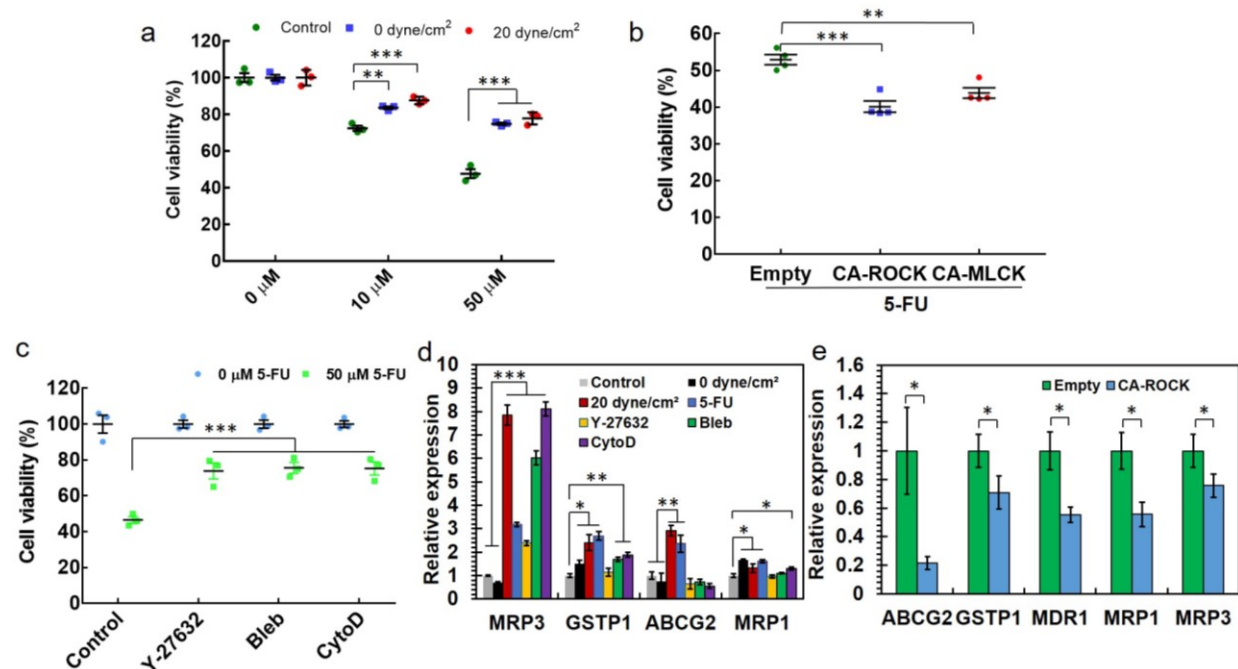 a
Control 0 dyne/cm² 20 dyne/cm²
Cell viability (%)
120
100
80
60
40
20
0
***
**
***
0 μM
10 μM
50 μM
b
Cell viability (%)
60
50
40
30
20
10
0
**
***
Empty CA-ROCK CA-MLCK
5-FU
c
0 μM 5-FU 50 μM 5-FU
Cell viability (%)
120
100
80
60
40
20
0
***
Control
Y-27632
Bleb
CytoD
d
Relative expression
10
9
8
7
6
5
4
3
2
1
0
Control 0 dyne/cm²
20 dyne/cm² 5-FU
Y-27632 Bleb
CytoD
***
**
*
**
*
*
MRP3 GSTP1 ABCG2 MRP1
e
Relative expression
1.6
1.4
1.2
1
0.8
0.6
0.4
0.2
0
Empty CA-ROCK
* * * * *
ABCG2 GSTP1 MDR1 MRP1 MRP3